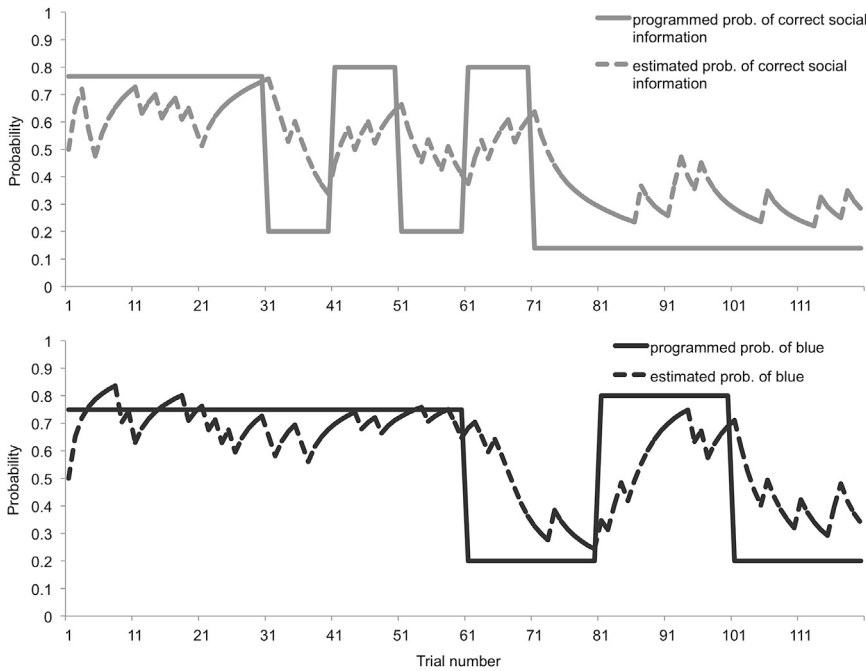 programmed prob. of correct social
information
estimated prob. of correct social
information
Probability
1
0.9
0.8
0.7
0.6
0.5
0.4
0.3
0.2
0.1
0
1 11 21 31 41 51 61 71 81 91 101 111
programmed prob. of blue
estimated prob. of blue
Probability
1
0.9
0.8
0.7
0.6
0.5
0.4
0.3
0.2
0.1
0
1 11 21 31 41 51 61 71 81 91 101 111
Trial number